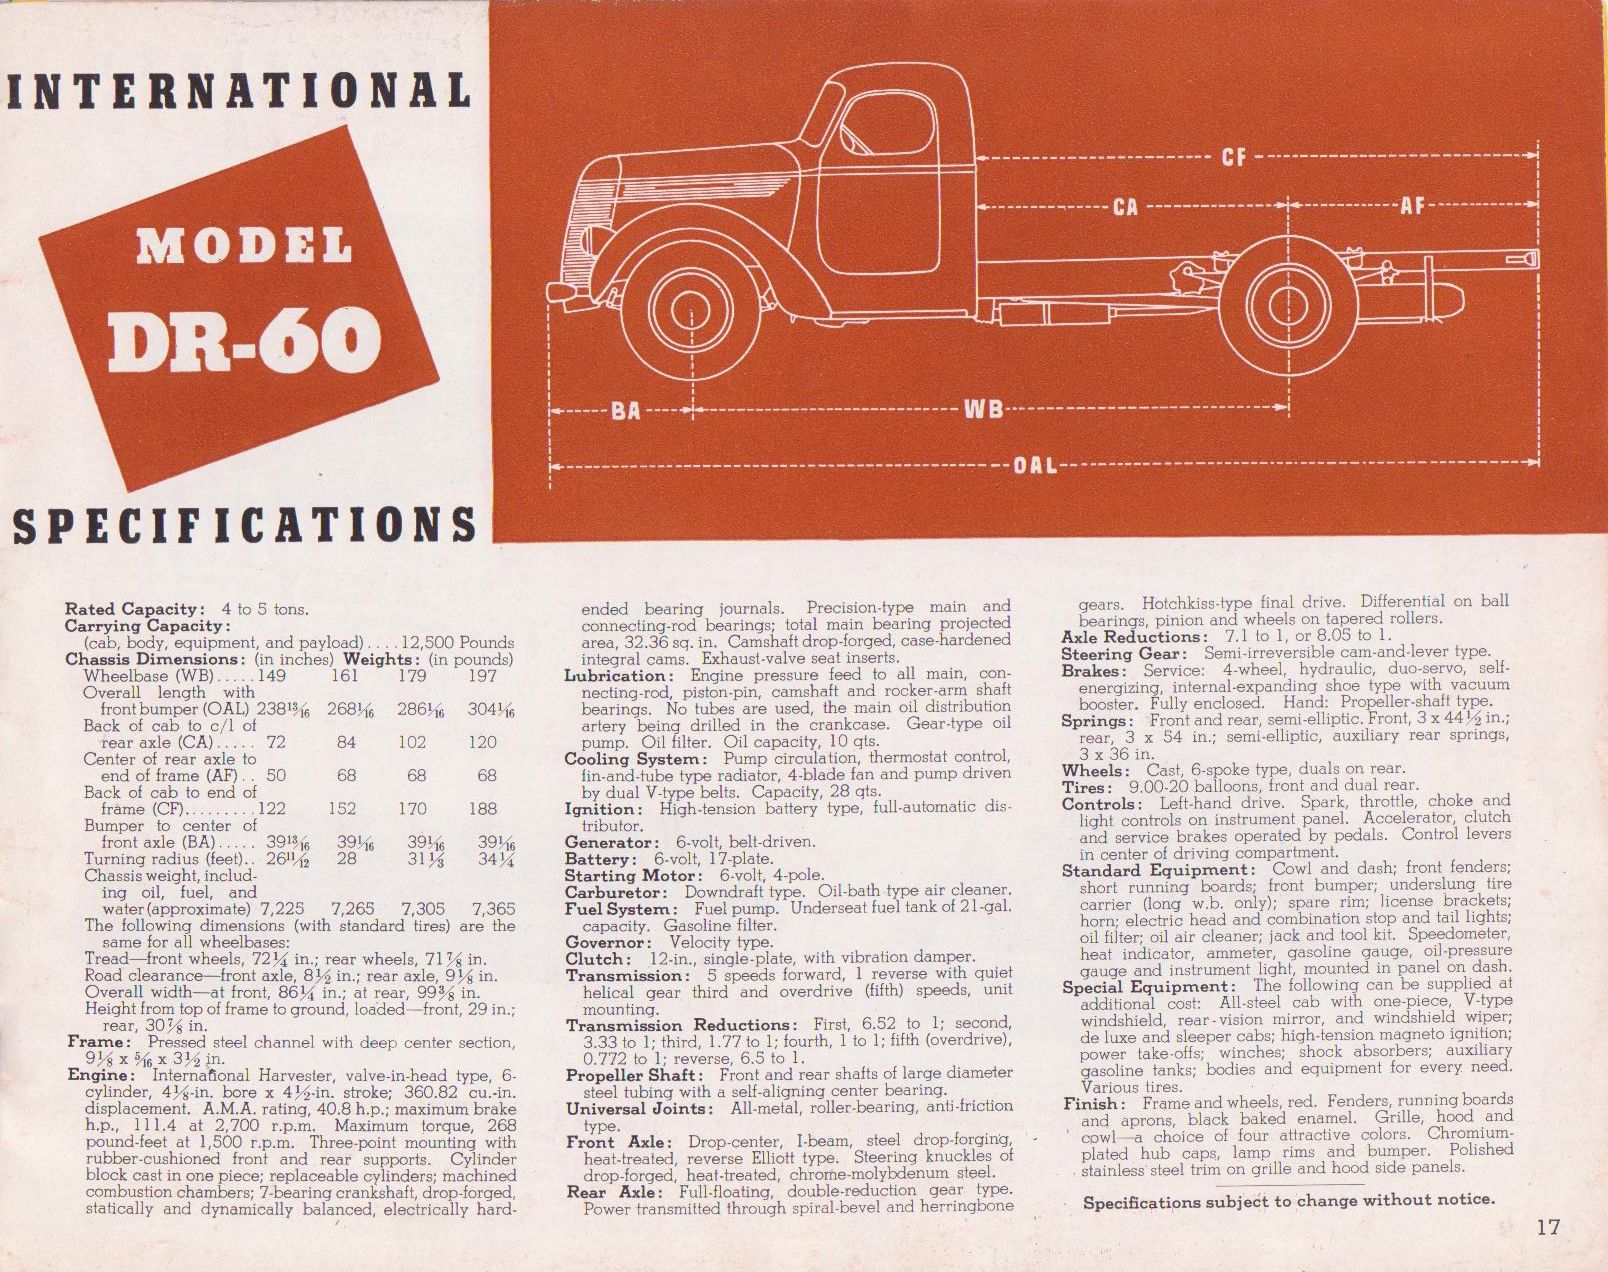 INTERNATIONAL
MODEL
DR-60
SPECIFICATIONS
CF
CA
AF
BA
WB
OAL
Rated Capacity: 4 to 5 tons.
Carrying Capacity:
(cab, body, equipment, and payload) . . . . 12,500 Pounds
Chassis Dimensions: (in inches) Weights: (in pounds)
Wheelbase (WB) . . . . . 149 161 179 197
Overall length with
front bumper (OAL) 238 13/16 268 1/16 286 1/16 304 1/16
Back of cab to c/l of
rear axle (CA) . . . . . 72 84 102 120
Center of rear axle to
end of frame (AF) . . 50 68 68 68
Back of cab to end of
frame (CF) . . . . . . . . . 122 152 170 188
Bumper to center of
front axle (BA) . . . . . 39 13/16 39 1/16 39 1/16 39 1/16
Turning radius (feet) . . 26 11/12 28 31 1/3 34 1/4
Chassis weight, includ-
ing oil, fuel, and
water (approximate) 7,225 7,265 7,305 7,365
The following dimensions (with standard tires) are the
same for all wheelbases:
Tread—front wheels, 72 1/4 in.; rear wheels, 71 7/8 in.
Road clearance—front axle, 8 1/2 in.; rear axle, 9 1/8 in.
Overall width—at front, 86 1/4 in.; at rear, 99 3/8 in.
Height from top of frame to ground, loaded—front, 29 in.;
rear, 30 7/8 in.
Frame: Pressed steel channel with deep center section,
9 1/8 x 5/16 x 3 1/2 in.
Engine: International Harvester, valve-in-head type, 6-
cylinder, 4 1/8-in. bore x 4 1/2-in. stroke; 360.82 cu.-in.
displacement. A.M.A. rating, 40.8 h.p.; maximum brake
h.p., 111.4 at 2,700 r.p.m. Maximum torque, 268
pound-feet at 1,500 r.p.m. Three-point mounting with
rubber-cushioned front and rear supports. Cylinder
block cast in one piece; replaceable cylinders; machined
combustion chambers; 7-bearing crankshaft, drop-forged,
statically and dynamically balanced, electrically hard-
ended bearing journals. Precision-type main and
connecting-rod bearings; total main bearing projected
area, 32.36 sq. in. Camshaft drop-forged, case-hardened
integral cams. Exhaust-valve seat inserts.
Lubrication: Engine pressure feed to all main, con-
necting-rod, piston-pin, camshaft and rocker-arm shaft
bearings. No tubes are used, the main oil distribution
artery being drilled in the crankcase. Gear-type oil
pump. Oil filter. Oil capacity, 10 qts.
Cooling System: Pump circulation, thermostat control,
fin-and-tube type radiator, 4-blade fan and pump driven
by dual V-type belts. Capacity, 28 qts.
Ignition: High-tension battery type, full-automatic dis-
tributor.
Generator: 6-volt, belt-driven.
Battery: 6-volt, 17-plate.
Starting Motor: 6-volt, 4-pole.
Carburetor: Downdraft type. Oil-bath type air cleaner.
Fuel System: Fuel pump. Underseat fuel tank of 21-gal.
capacity. Gasoline filter.
Governor: Velocity type.
Clutch: 12-in., single-plate, with vibration damper.
Transmission: 5 speeds forward, 1 reverse with quiet
helical gear third and overdrive (fifth) speeds, unit
mounting.
Transmission Reductions: First, 6.52 to 1; second,
3.33 to 1; third, 1.77 to 1; fourth, 1 to 1; fifth (overdrive),
0.772 to 1; reverse, 6.5 to 1.
Propeller Shaft: Front and rear shafts of large diameter
steel tubing with a self-aligning center bearing.
Universal Joints: All-metal, roller-bearing, anti-friction
type.
Front Axle: Drop-center, I-beam, steel drop-forging,
heat-treated, reverse Elliott type. Steering knuckles of
drop-forged, heat-treated, chrome-molybdenum steel.
Rear Axle: Full-floating, double-reduction gear type.
Power transmitted through spiral-bevel and herringbone
gears. Hotchkiss-type final drive. Differential on ball
bearings, pinion and wheels on tapered rollers.
Axle Reductions: 7.1 to 1, or 8.05 to 1.
Steering Gear: Semi-irreversible cam-and-lever type.
Brakes: Service: 4-wheel, hydraulic, duo-servo, self-
energizing, internal-expanding shoe type with vacuum
booster. Fully enclosed. Hand: Propeller-shaft type.
Springs: Front and rear, semi-elliptic. Front, 3 x 44 1/2 in.;
rear, 3 x 54 in.; semi-elliptic, auxiliary rear springs,
3 x 36 in.
Wheels: Cast, 6-spoke type, duals on rear.
Tires: 9.00-20 balloons, front and dual rear.
Controls: Left-hand drive. Spark, throttle, choke and
light controls on instrument panel. Accelerator, clutch
and service brakes operated by pedals. Control levers
in center of driving compartment.
Standard Equipment: Cowl and dash; front fenders;
short running boards; front bumper; underslung tire
carrier (long w.b. only); spare rim; license brackets;
horn; electric head and combination stop and tail lights;
oil filter; oil air cleaner; jack and tool kit. Speedometer,
heat indicator, ammeter, gasoline gauge, oil-pressure
gauge and instrument light, mounted in panel on dash.
Special Equipment: The following can be supplied at
additional cost: All-steel cab with one-piece, V-type
windshield, rear-vision mirror, and windshield wiper;
de luxe and sleeper cabs; high-tension magneto ignition;
power take-offs; winches; shock absorbers; auxiliary
gasoline tanks; bodies and equipment for every need.
Various tires.
Finish: Frame and wheels, red. Fenders, running boards
and aprons, black baked enamel. Grille, hood and
cowl—a choice of four attractive colors. Chromium-
plated hub caps, lamp rims and bumper. Polished
stainless steel trim on grille and hood side panels.
Specifications subject to change without notice.
17